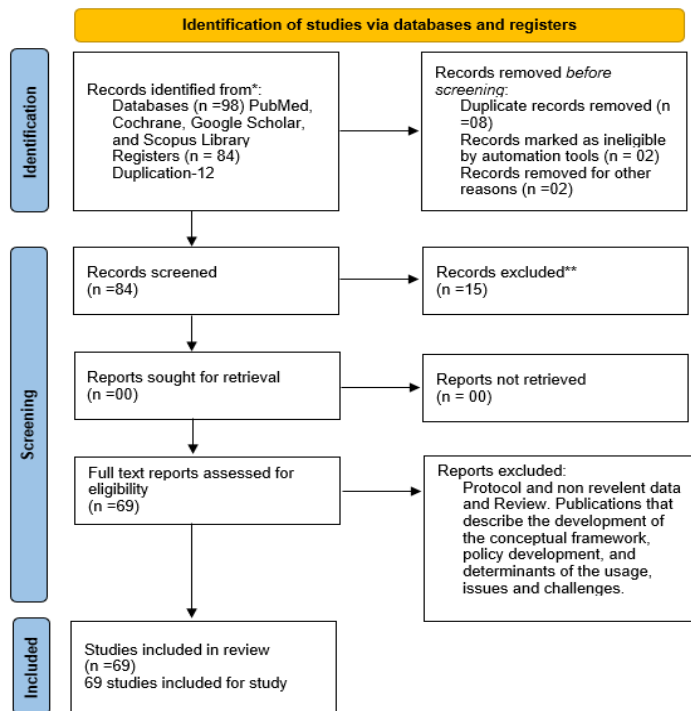 Identification of studies via databases and registers
Identification
Records identified from*:
Databases (n =98) PubMed,
Cochrane, Google Scholar,
and Scopus Library
Registers (n = 84)
Duplication-12
Records removed before
screening:
Duplicate records removed (n
=08)
Records marked as ineligible
by automation tools (n = 02)
Records removed for other
reasons (n =02)
Screening
Records screened
(n =84)
Records excluded**
(n =15)
Reports sought for retrieval
(n =00)
Reports not retrieved
(n = 00)
Full text reports assessed for
eligibility
(n =69)
Reports excluded:
Protocol and non revelent data
and Review. Publications that
describe the development of
the conceptual framework,
policy development, and
determinants of the usage,
issues and challenges.
Included
Studies included in review
(n =69)
69 studies included for study